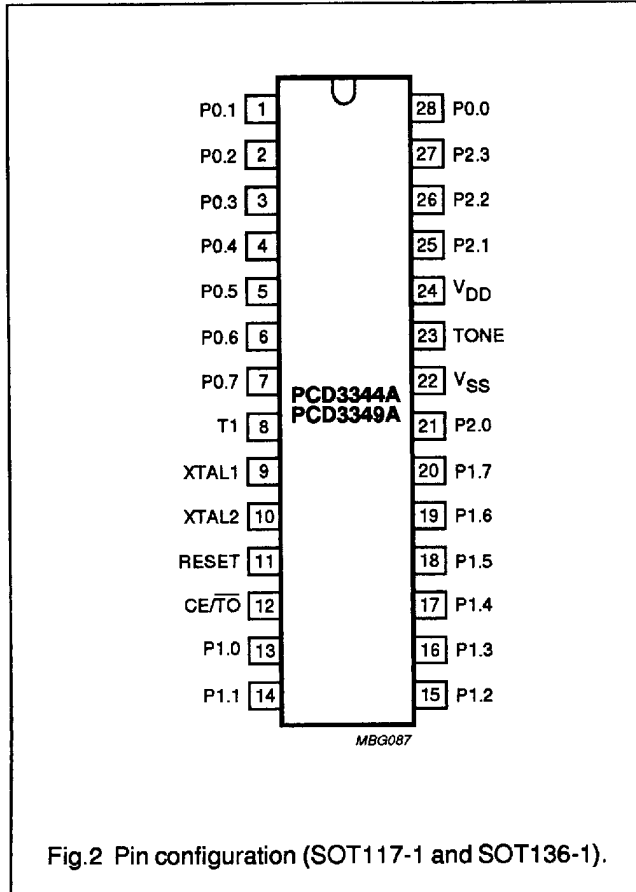 P0.1 1 28 P0.0
P0.2 2 27 P2.3
P0.3 3 26 P2.2
P0.4 4 25 P2.1
P0.5 5 24 VDD
P0.6 6 23 TONE
P0.7 7 22 VSS
PCD3344A
PCD3349A
T1 8 21 P2.0
XTAL1 9 20 P1.7
XTAL2 10 19 P1.6
RESET 11 18 P1.5
CE/T̅O̅ 12 17 P1.4
P1.0 13 16 P1.3
P1.1 14 15 P1.2
MBG087
Fig.2 Pin configuration (SOT117-1 and SOT136-1).